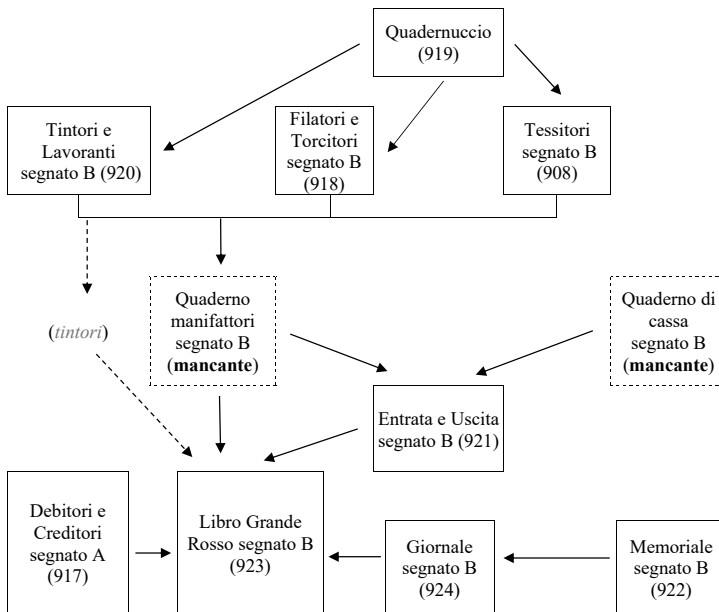 Quadernuccio
(919)
Tintori e
Lavoranti
segnato B (920)
Filatori e
Torcitori
segnato B
(918)
Tessitori
segnato B
(908)
(tintori)
Quaderno
manifattori
segnato B
(mancante)
Quaderno di
cassa
segnato B
(mancante)
Entrata e Uscita
segnato B (921)
Debitori e
Creditori
segnato A
(917)
Libro Grande
Rosso segnato B
(923)
Giornale
segnato B
(924)
Memoriale
segnato B
(922)